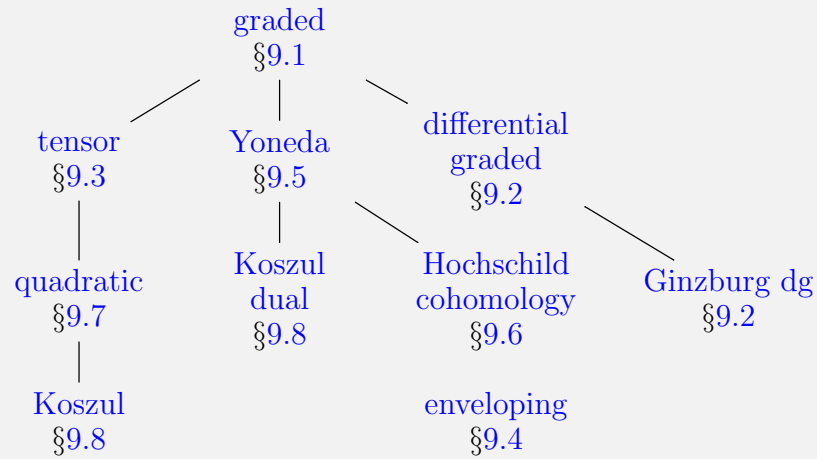 graded
§9.1
tensor
§9.3
Yoneda
§9.5
differential
graded
§9.2
quadratic
§9.7
Koszul
dual
§9.8
Hochschild
cohomology
§9.6
Ginzburg dg
§9.2
Koszul
§9.8
enveloping
§9.4